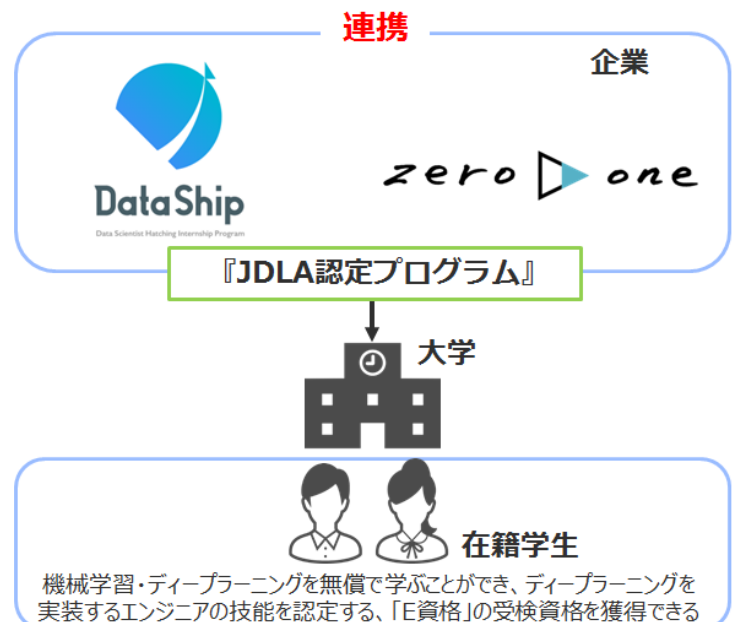 連携
企業
DataShip
Data Scientist Hatching Internship Program
zero one
『JDLA認定プログラム』
大学
在籍学生
機械学習・ディープラーニングを無償で学ぶことができ、ディープラーニングを
実装するエンジニアの技能を認定する、「E資格」の受検資格を獲得できる